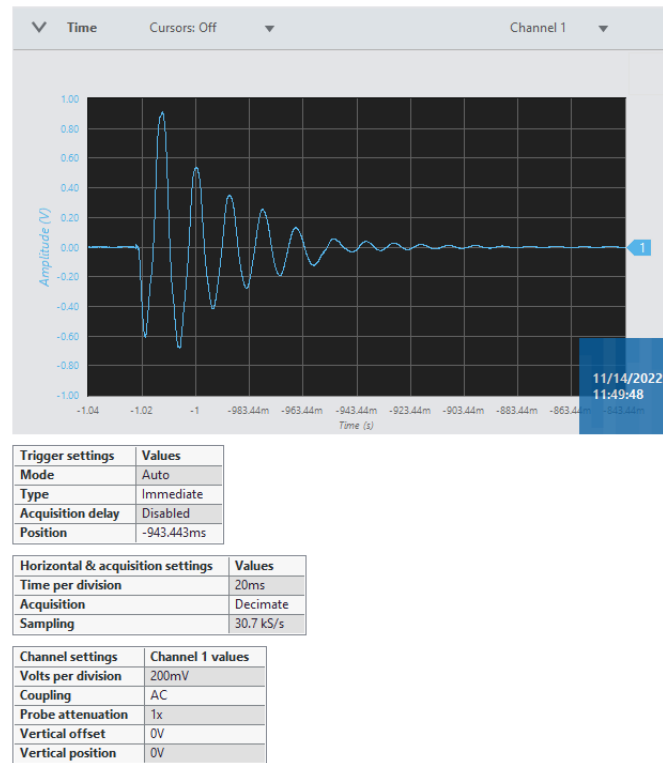 Time Cursors: Off Channel 1
1.00
0.80
0.60
0.40
0.20
0.00
-0.20
-0.40
-0.60
-0.80
-1.00
Amplitude (V)
1
11/14/2022
11:49:48
-1.04 -1.02 -1 -983.44m -963.44m -943.44m -923.44m -903.44m -883.44m -863.44m -843.44m
Time (s)
Trigger settings Values
Mode Auto
Type Immediate
Acquisition delay Disabled
Position -943.443ms
Horizontal & acquisition settings Values
Time per division 20ms
Acquisition Decimate
Sampling 30.7 kS/s
Channel settings Channel 1 values
Volts per division 200mV
Coupling AC
Probe attenuation 1x
Vertical offset 0V
Vertical position 0V